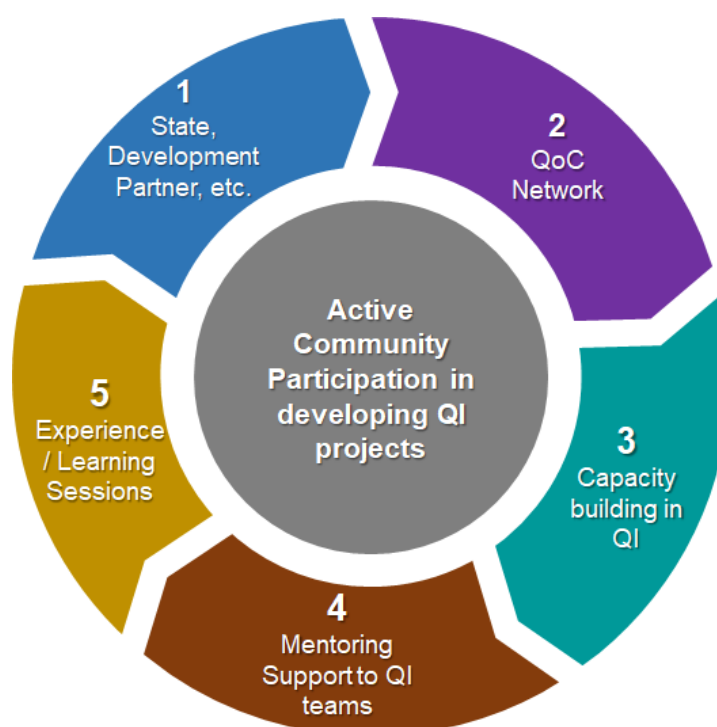 1
State,
Development
Partner, etc.
2
QoC
Network
3
Capacity
building in
QI
4
Mentoring
Support to QI
teams
5
Experience
/ Learning
Sessions
Active
Community
Participation in
developing QI
projects